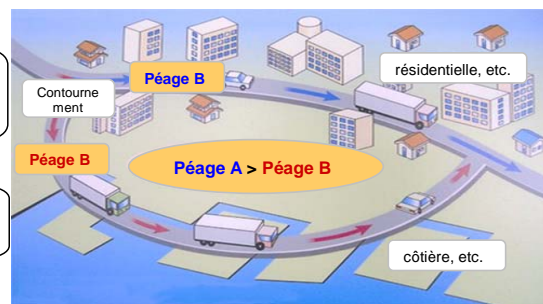 Péage B
résidentielle, etc.
Contourne
ment
Péage B
Péage A > Péage B
côtière, etc.